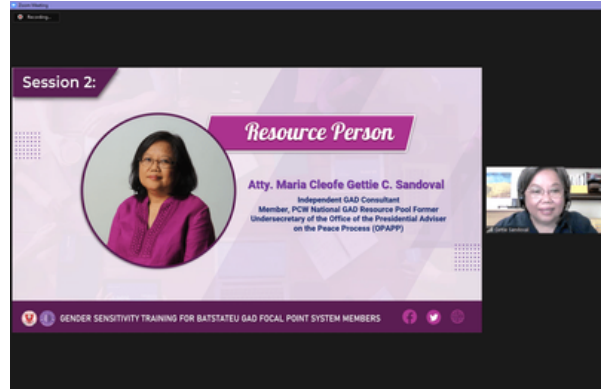 Zoom Meeting
Recording...
Session 2:
Resource Person
Atty. Maria Cleofe Gettie C. Sandoval
Independent GAD Consultant
Member, PCW National GAD Resource Pool Former
Undersecretary of the Office of the Presidential Adviser
on the Peace Process (OPAPP)
Gettie Sandoval
GENDER SENSITIVITY TRAINING FOR BATSTATEU GAD FOCAL POINT SYSTEM MEMBERS